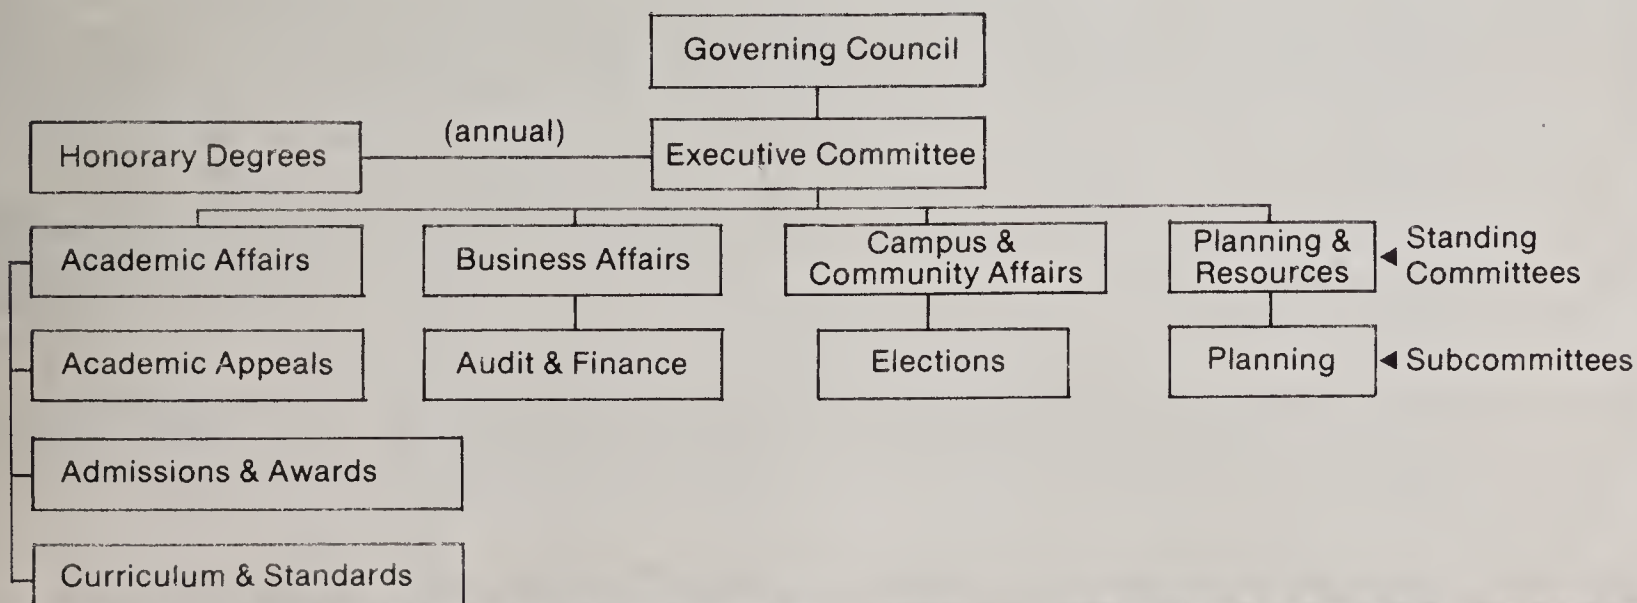 Governing Council
(annual)
Honorary Degrees
Executive Committee
Academic Affairs
Business Affairs
Campus &
Community Affairs
Planning &
Resources
Standing
Committees
Academic Appeals
Audit & Finance
Elections
Planning
Subcommittees
Admissions & Awards
Curriculum & Standards